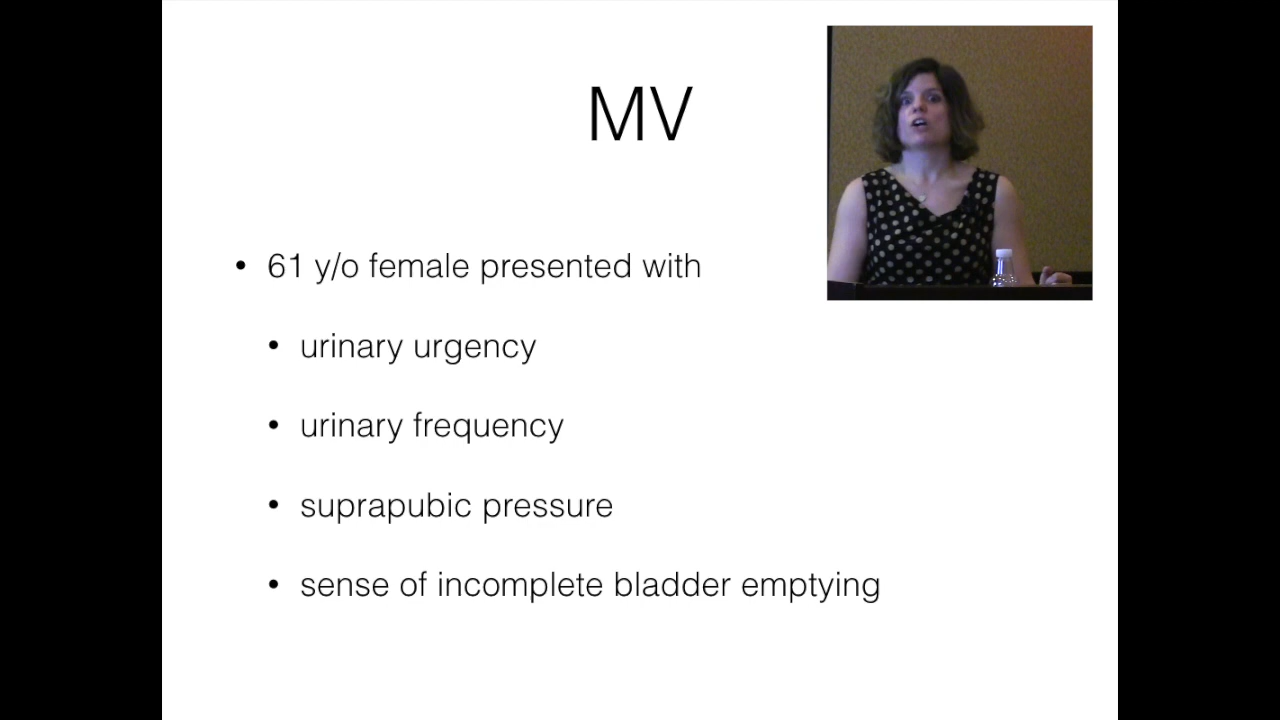 MV
• 61 y/o female presented with
• urinary urgency
• urinary frequency
• suprapubic pressure
• sense of incomplete bladder emptying